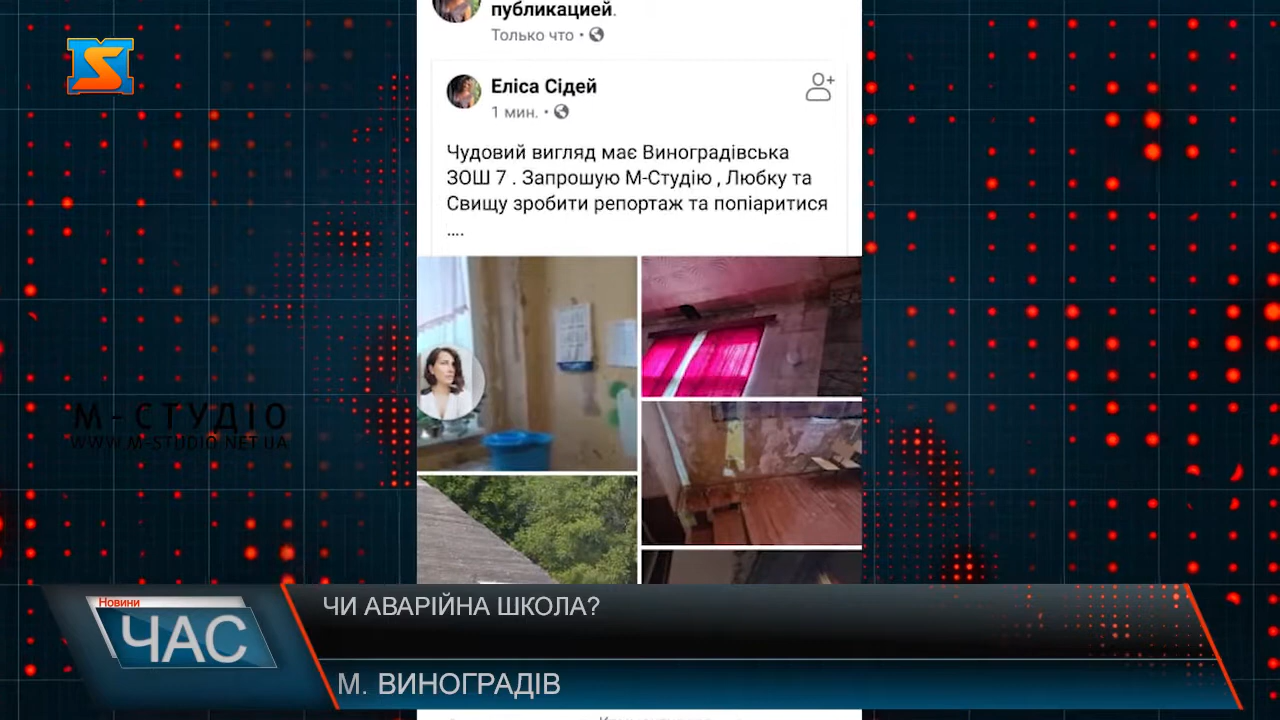 публикацией.
Только что
Еліса Сідей
1 мин.
Чудовий вигляд має Виноградівська
ЗОШ 7 . Запрошую М-Студію , Любку та
Свищу зробити репортаж та попіаритися
....
М-СТУДІО
WWW.M-STUDIO.NET.UA
Новини
ЧАС
ЧИ АВАРІЙНА ШКОЛА?
М. ВИНОГРАДІВ